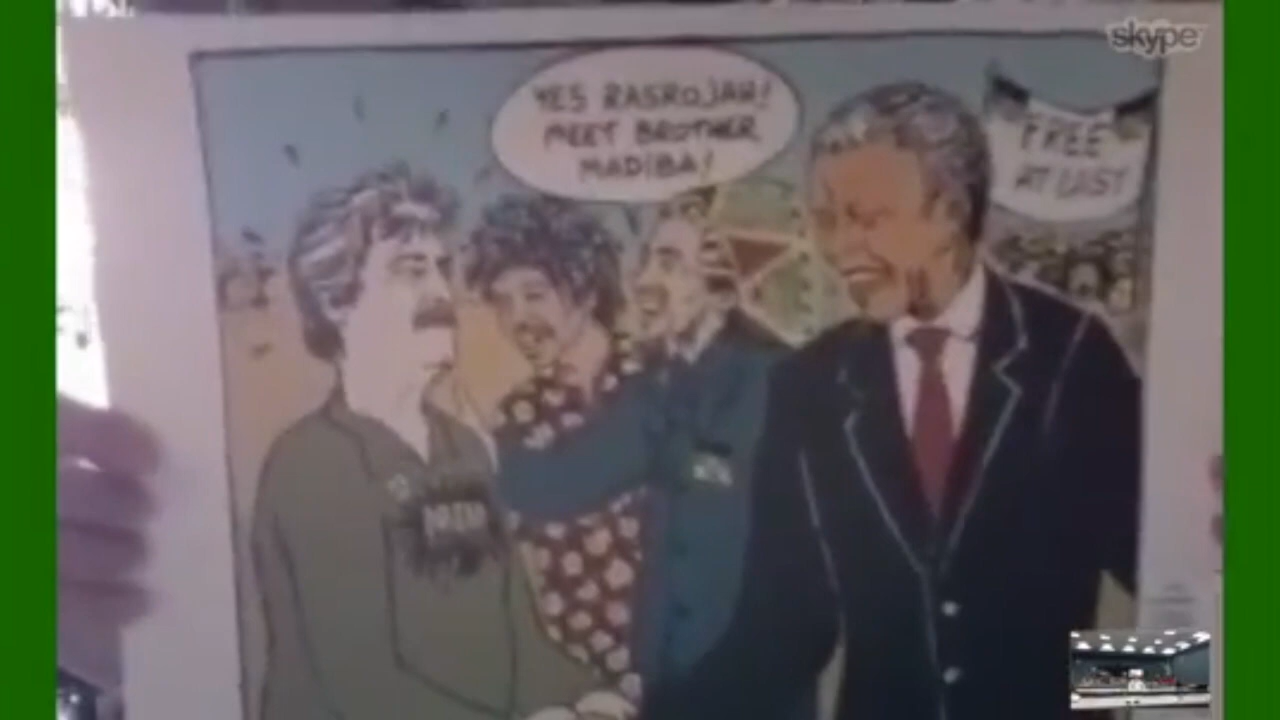 skype
YES RASROJAH!
MEET BROTHER
MADIBA!
FREE
AT LAST